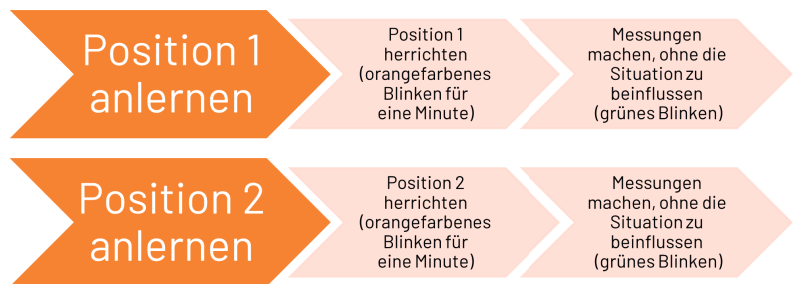 Position 1
anlernen
Position 1
herrichten
(orangefarbenes
Blinken für
eine Minute)
Messungen
machen, ohne die
Situation zu
beinflussen
(grünes Blinken)
Position 2
anlernen
Position 2
herrichten
(orangefarbenes
Blinken für
eine Minute)
Messungen
machen, ohne die
Situation zu
beinflussen
(grünes Blinken)